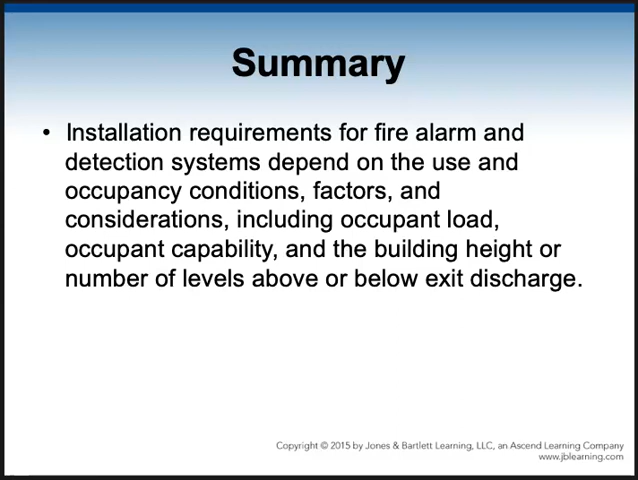 Summary
• Installation requirements for fire alarm and
detection systems depend on the use and
occupancy conditions, factors, and
considerations, including occupant load,
occupant capability, and the building height or
number of levels above or below exit discharge.
Copyright © 2015 by Jones & Bartlett Learning, LLC, an Ascend Learning Company
www.jblearning.com